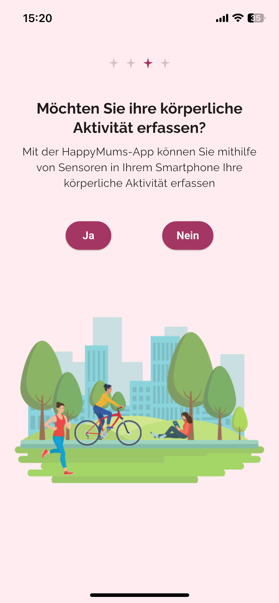 15:20
35
Möchten Sie ihre körperliche
Aktivität erfassen?
Mit der HappyMums-App können Sie mithilfe
von Sensoren in Ihrem Smartphone Ihre
körperliche Aktivität erfassen
Ja
Nein